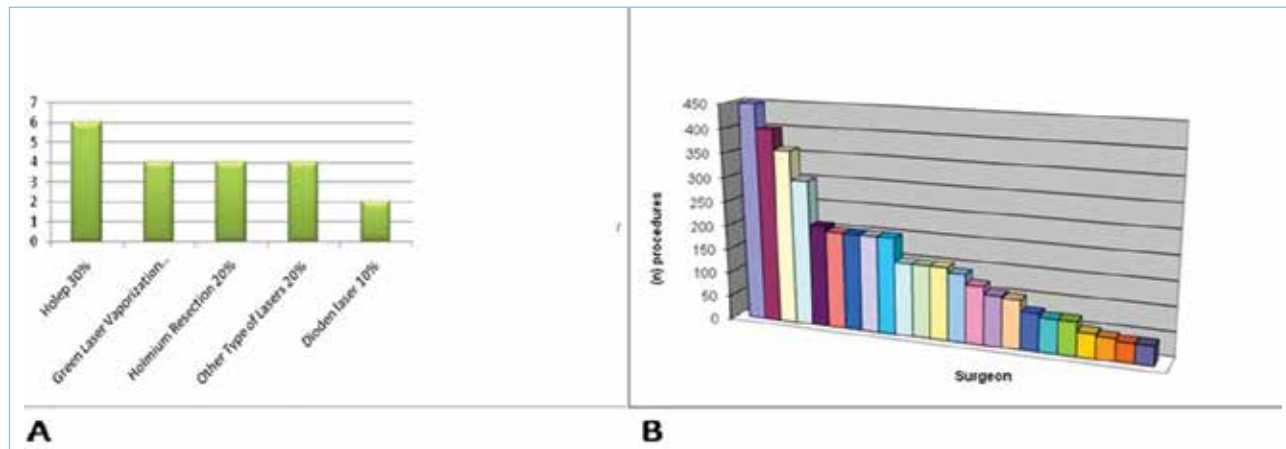 7
6
5
4
3
2
1
0
Holep 30%
Green Laser Vaporization...
Holmium Resection 20%
Other Type of Lasers 20%
Dioden laser 10%
A
450
400
350
300
250
200
150
100
50
0
(n) procedures
Surgeon
B